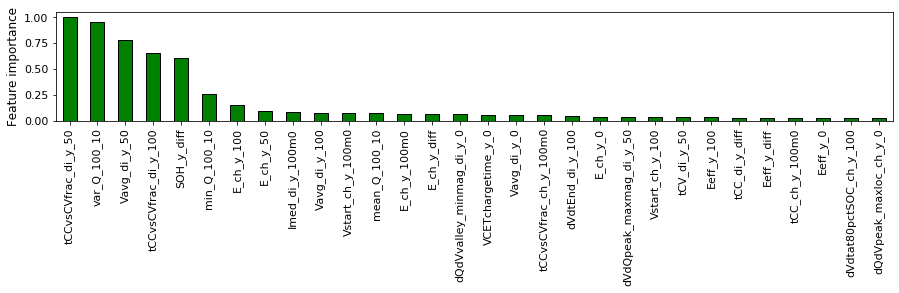 Feature importance
1.00
0.75
0.50
0.25
0.00
tCCvsCVfrac_di_y_50
var_Q_100_10
Vavg_di_y_50
tCCvsCVfrac_di_y_100
SOH_y_diff
min_Q_100_10
E_ch_y_100
E_ch_y_50
Imed_di_y_100m0
Vavg_di_y_100
Vstart_ch_y_100m0
mean_Q_100_10
E_ch_y_100m0
E_ch_y_diff
dQdVvalley_minmag_di_y_0
VCETchargetime_y_0
Vavg_di_y_0
tCCvsCVfrac_ch_y_100m0
dVdtEnd_di_y_100
E_ch_y_0
dVdQpeak_maxmag_di_y_50
Vstart_ch_y_100
tCV_di_y_50
Eeff_y_100
tCC_di_y_diff
Eeff_y_diff
tCC_ch_y_100m0
Eeff_y_0
dVdtat80pctSOC_ch_y_100
dQdVpeak_maxloc_ch_y_0